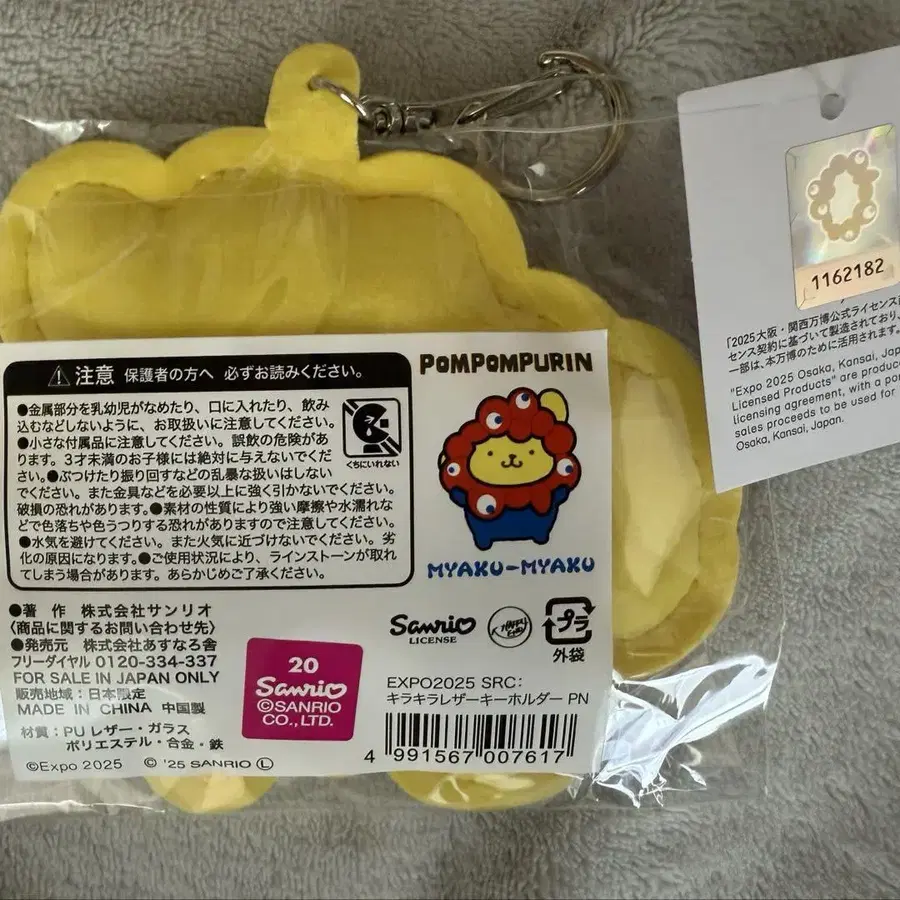 ⚠注意 保護者の方へ 必ずお読みください。
●金属部分を乳幼児がなめたり、口に入れたり、飲み
込むなどしないように、お取扱いに注意してください。
●小さな付属品に注意してください。誤飲の危険があ
ります。3才未満のお子様には絶対に与えないでくだ
さい。●ぶつけたり振り回すなどの乱暴な扱いはしない
でください。また金具などを必要以上に強く引かないでください。
破損の恐れがあります。●素材の性質により強い摩擦や水濡れな
どで色落ちや色うつりする恐れがありますので注意してください。
●水気を避けてください。また火気に近づけないでください。劣
化の原因になります。●ご使用状況により、ラインストーンが取れ
てしまう場合があります。あらかじめご了承ください。
くちにいれない
POMPOMPURIN
MYAKU-MYAKU
●著 作 株式会社サンリオ
〈商品に関するお問い合わせ先〉
●発売元 株式会社あすなろ舎
フリーダイヤル 0120-334-337
FOR SALE IN JAPAN ONLY
販売地域：日本限定
MADE IN CHINA 中国製
材質：PUレザー・ガラス
ポリエステル・合金・鉄
©Expo 2025 © '25 SANRIO Ⓛ
20
Sanrio
©SANRIO
CO., LTD.
Sanrio
LICENSE
プラ
外袋
EXPO2025 SRC:
キラキラレザーキーホルダー PN
4 991567 007617
1162182
「2025大阪・関西万博公式ライセンス
センス契約に基づいて製造されており、
一部は、本万博のために活用されます。
"Expo 2025 Osaka, Kansai, Jap
Licensed Products" are produc
licensing agreement, with a por
sales proceeds to be used for
Osaka, Kansai, Japan.